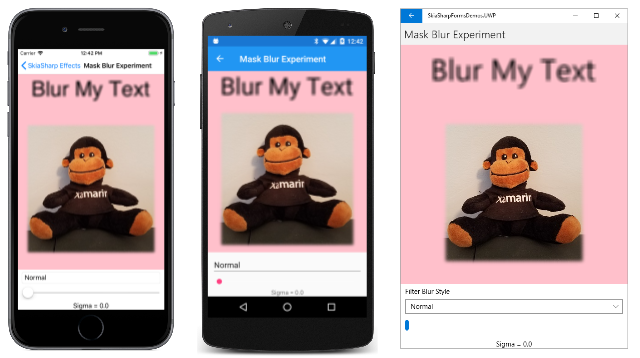 Carrier 12:42 PM
SkiaSharp Effects Mask Blur Experiment
Blur My Text
Xamarin
Normal
Sigma = 0.0
12:42
Mask Blur Experiment
Blur My Text
Xamarin
Normal
Sigma = 0.0
SkiaSharpFormsDemos.UWP
Mask Blur Experiment
Blur My Text
Xamarin
Filter Blur Style
Normal
Sigma = 0.0